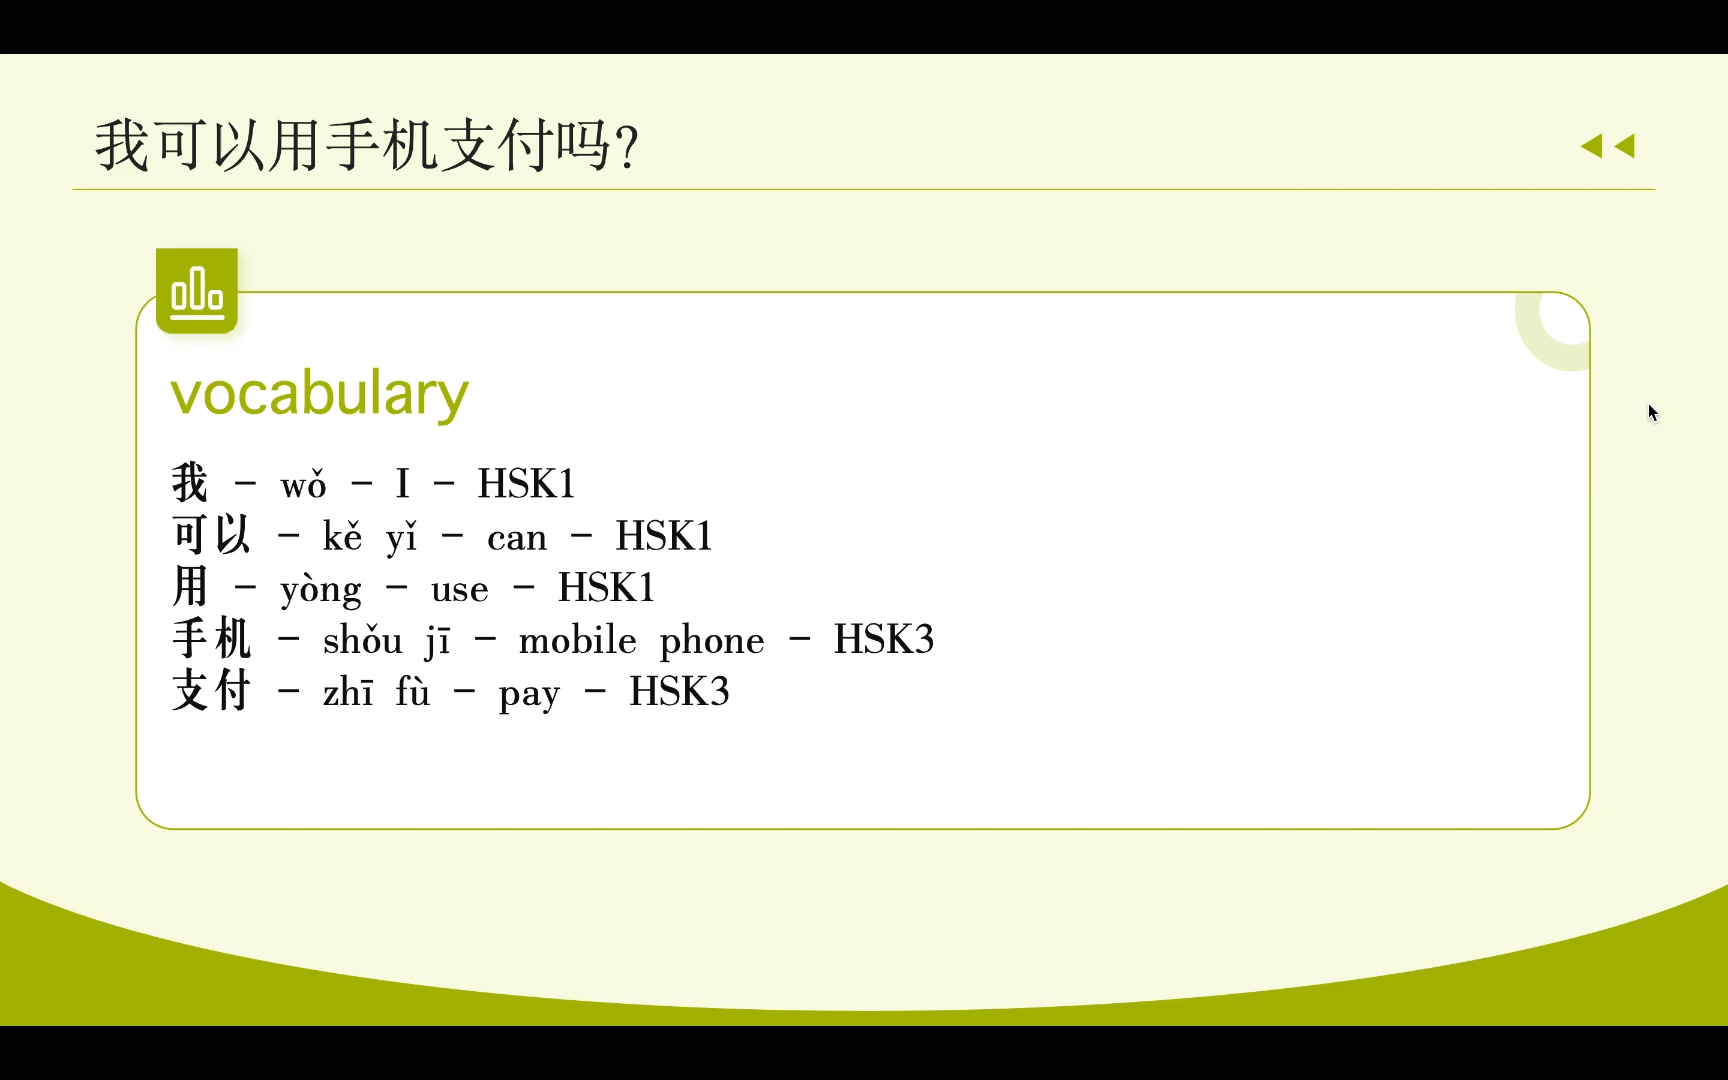 我可以用手机支付吗？
vocabulary
我 - wǒ - I - HSK1
可以 - kě yǐ - can - HSK1
用 - yòng - use - HSK1
手机 - shǒu jī - mobile phone - HSK3
支付 - zhī fù - pay - HSK3